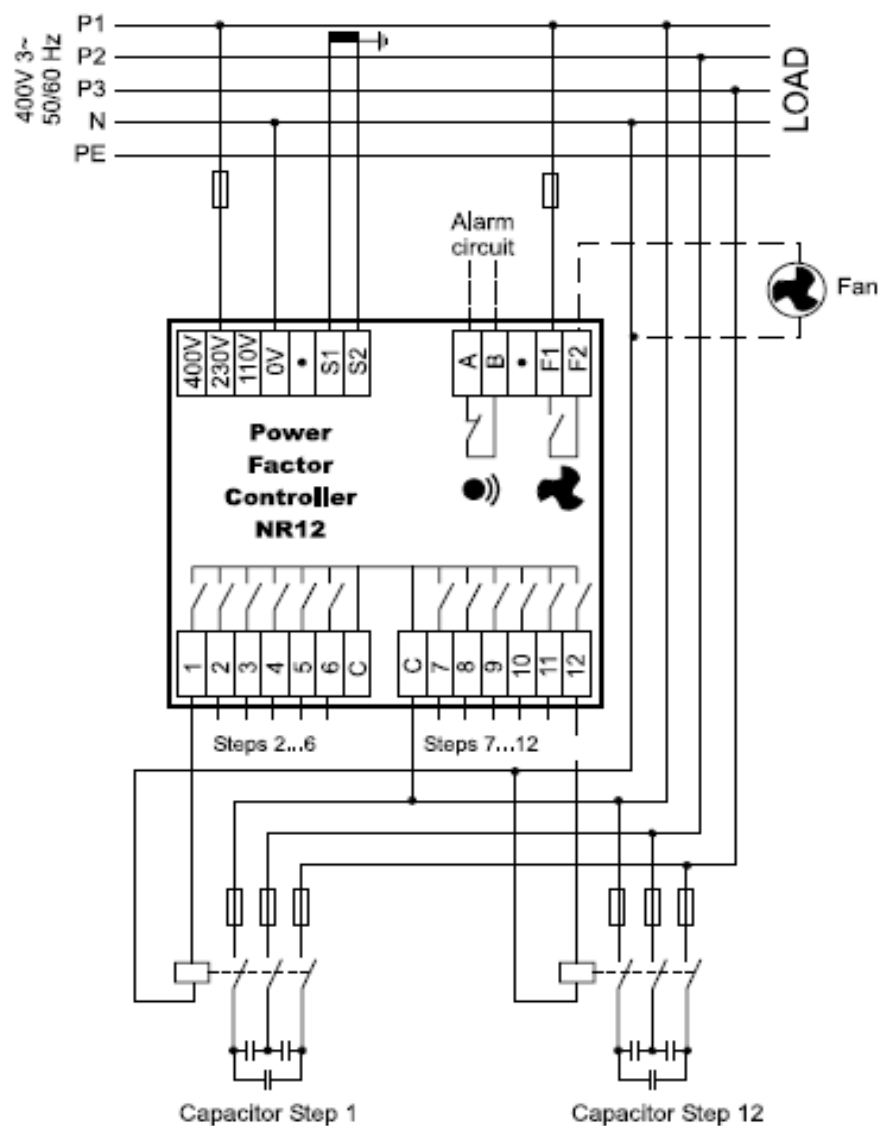 P1
400V 3~
50/60 Hz
P2
P3
N
PE
LOAD
Alarm
circuit
Fan
400V
230V
110V
0V
•
S1
S2
A
B
•
F1
F2
Power
Factor
Controller
NR12
1
2
3
4
5
6
C
C
7
8
9
10
11
12
Steps 2...6
Steps 7...12
Capacitor Step 1
Capacitor Step 12